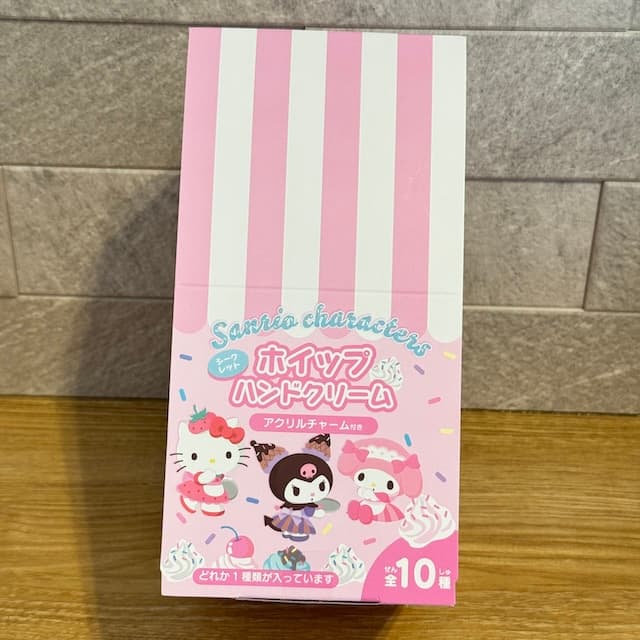 Sanrio characters
シークレット
ホイップ
ハンドクリーム
アクリルチャーム付き
どれか1種類が入っています
全10種
ぜん しゅ